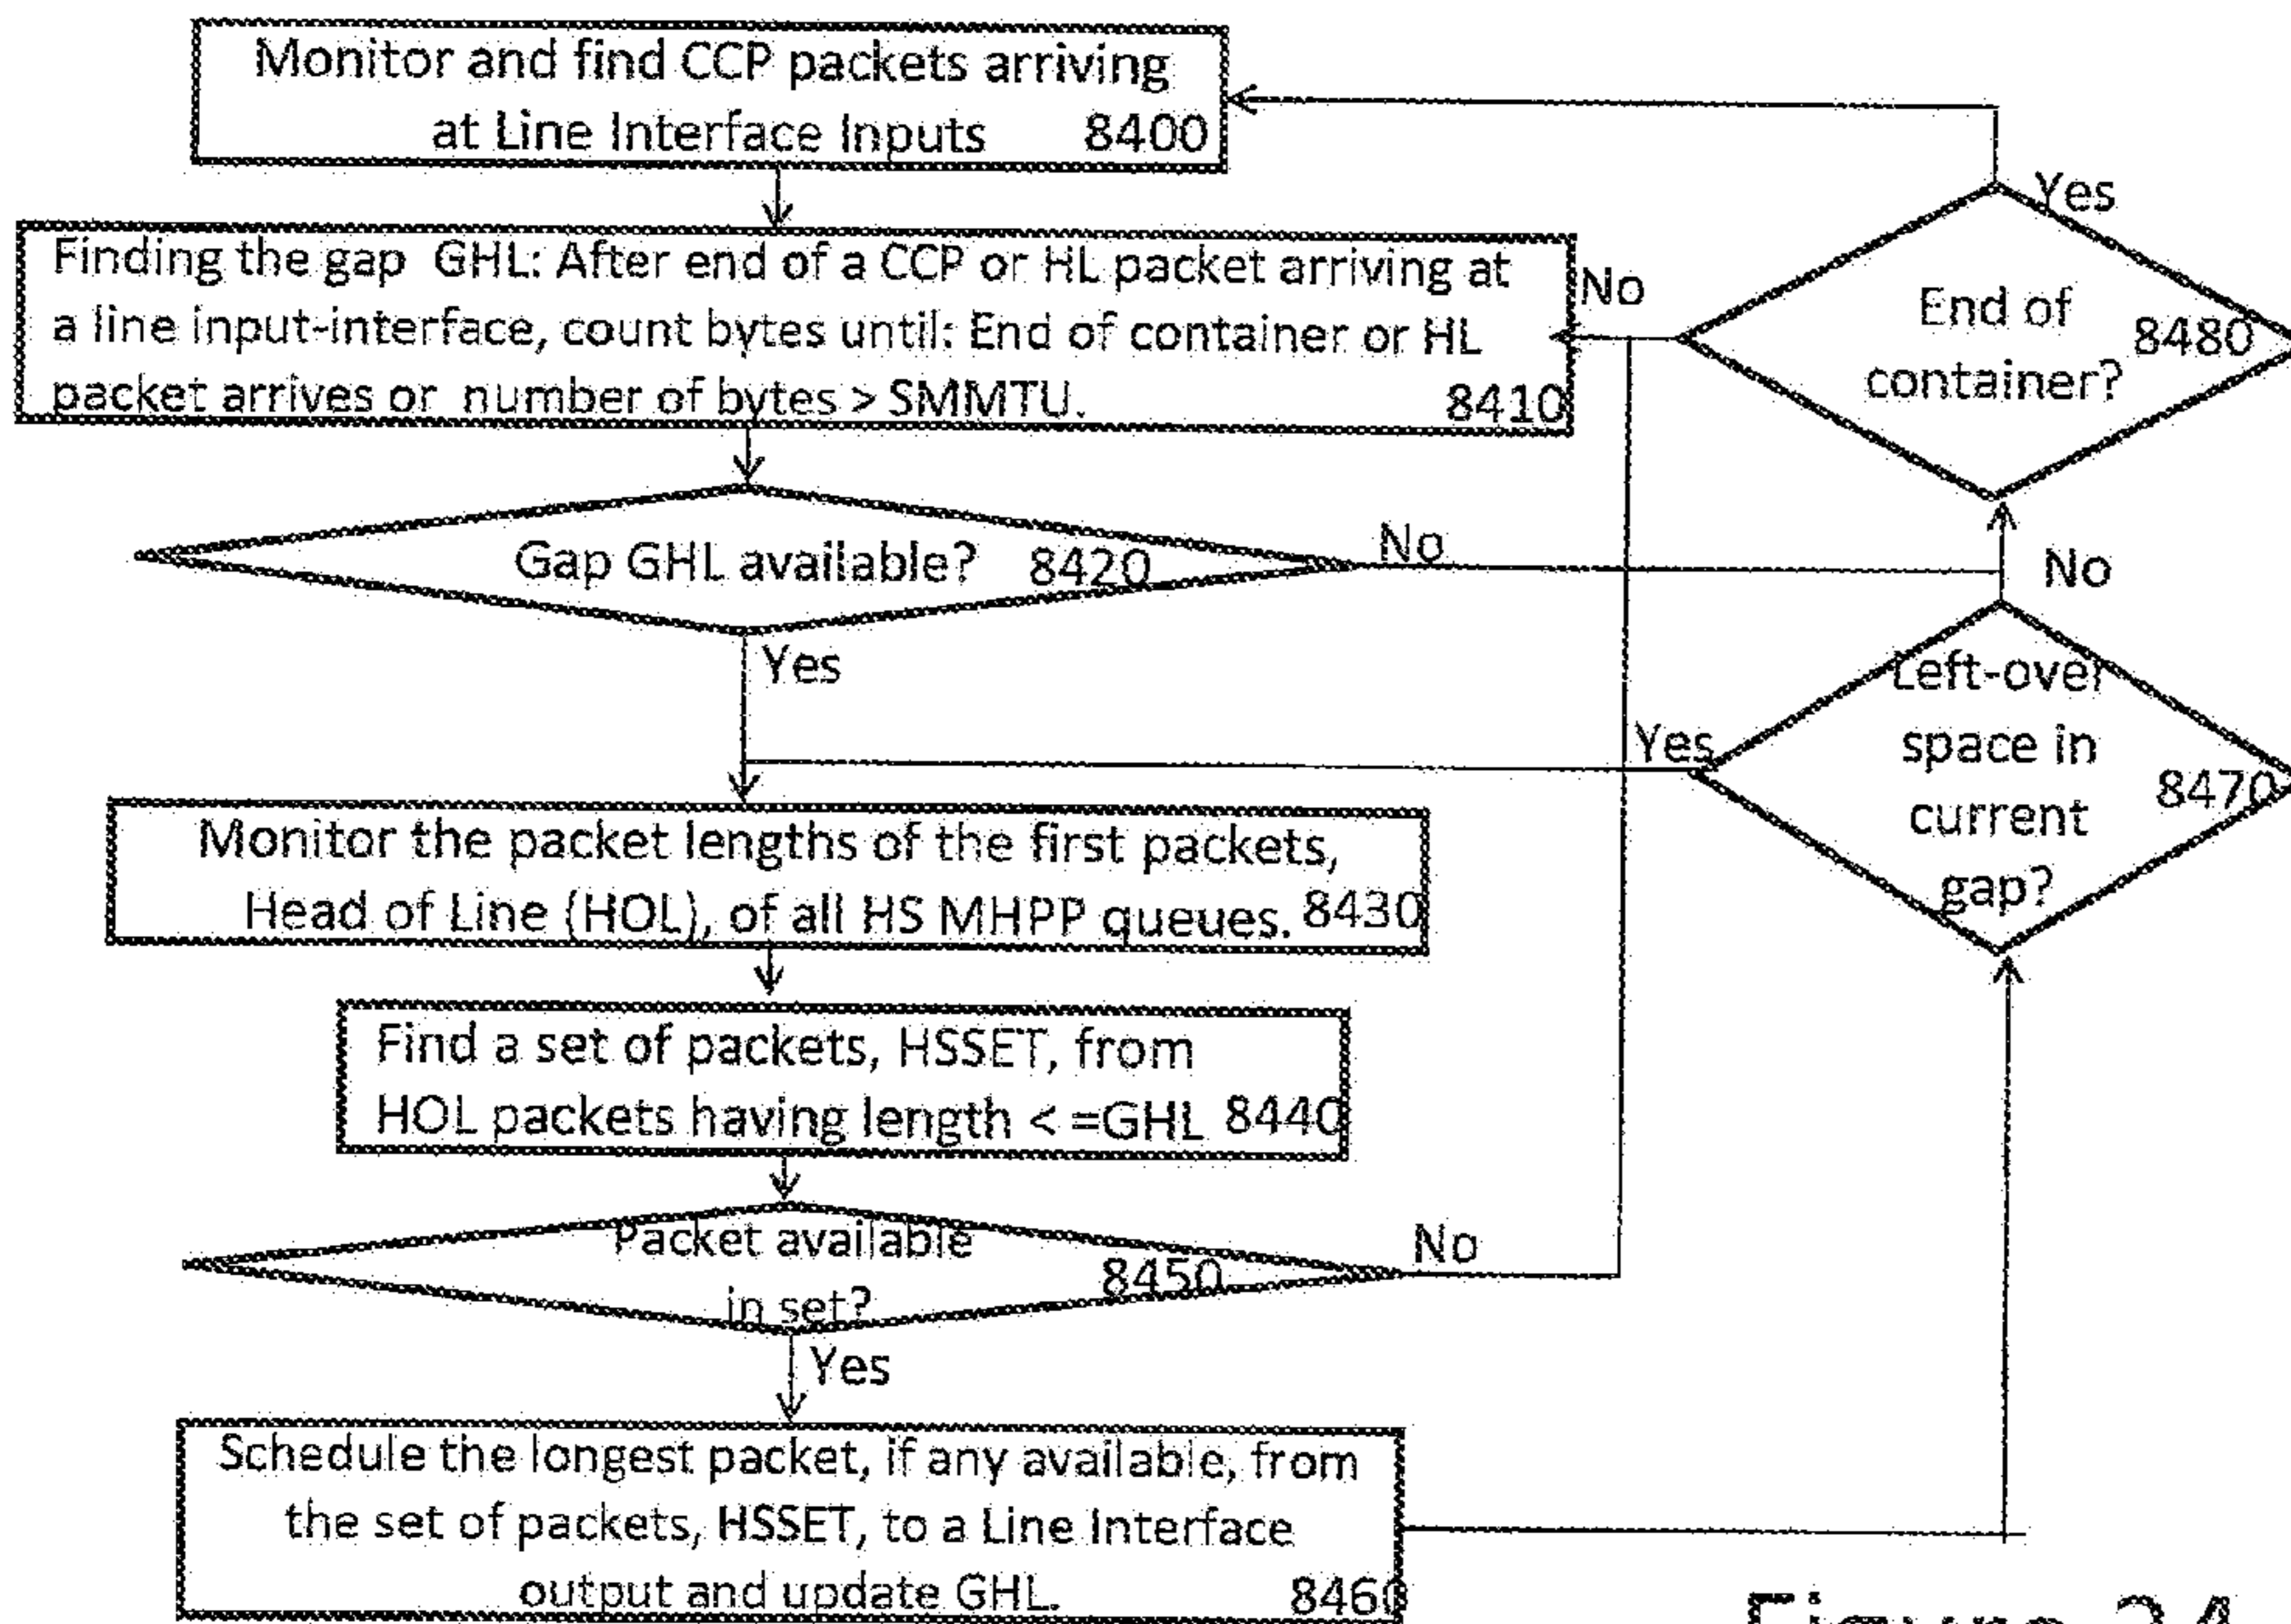 Monitor and find CCP packets arriving
at Line Interface Inputs 8400
Finding the gap GHL: After end of a CCP or HL packet arriving at
a line input-interface, count bytes until: End of container or HL
packet arrives or number of bytes > SMMTU.
8410
No
Yes
End of
container?
8480
Gap GHL available? 8420
No
Yes
No
Left-over
space in
current
gap?
8470
Yes
Monitor the packet lengths of the first packets,
Head of Line (HOL), of all HS MHPP queues. 8430
Find a set of packets, HSSET, from
HOL packets having length < =GHL 8440
Packet available
in set?
8450
No
Yes
Schedule the longest packet, if any available, from
the set of packets, HSSET, to a Line Interface
output and update GHL. 8460